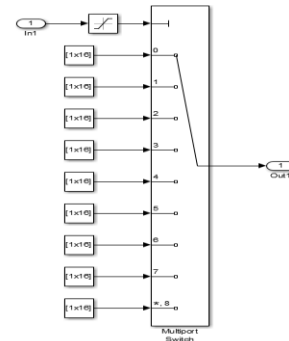 1
In1
[1x16]
0
[1x16]
1
[1x16]
2
[1x16]
3
[1x16]
4
[1x16]
5
[1x16]
6
[1x16]
7
[1x16]
*, 8
1
Out1
Multiport
Switch